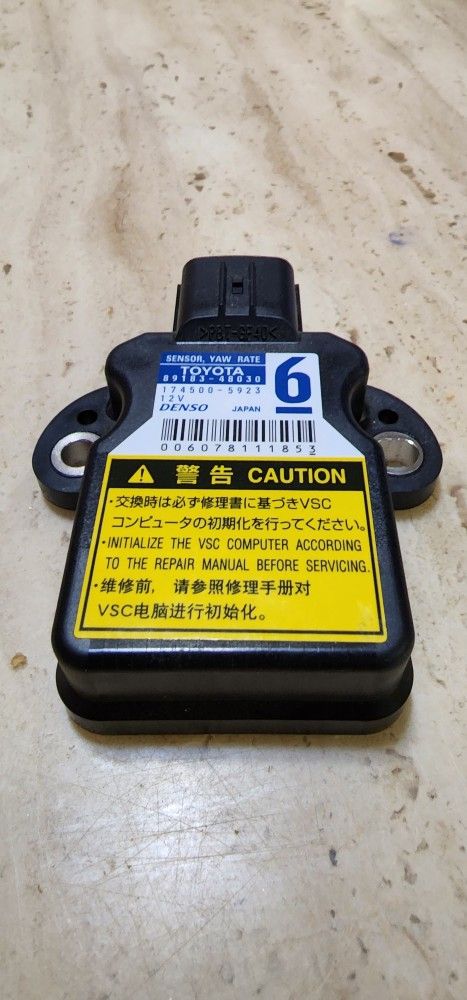 >PBT-GF40<
SENSOR, YAW RATE
TOYOTA
89183-48030
6
174500-5923
12V
DENSO JAPAN
00607811185
警告 CAUTION
・交換時は必ず修理書に基づきVSC
コンピュータの初期化を行ってください。
・INITIALIZE THE VSC COMPUTER ACCORDING
TO THE REPAIR MANUAL BEFORE SERVICING.
・维修前，请参照修理手册对
VSC电脑进行初始化。